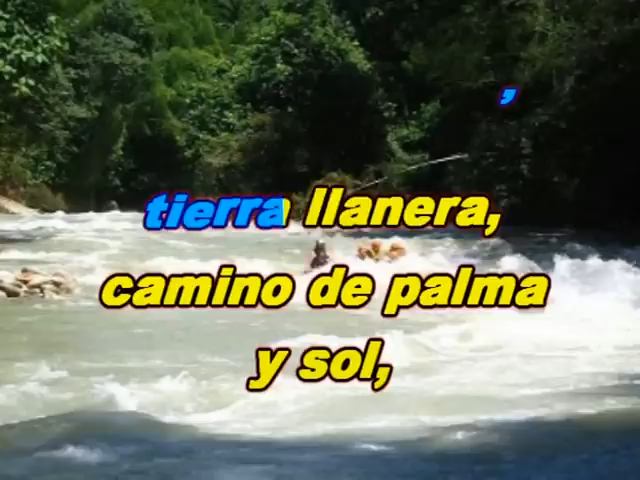 ,
tierra llanera,
camino de palma
y sol,